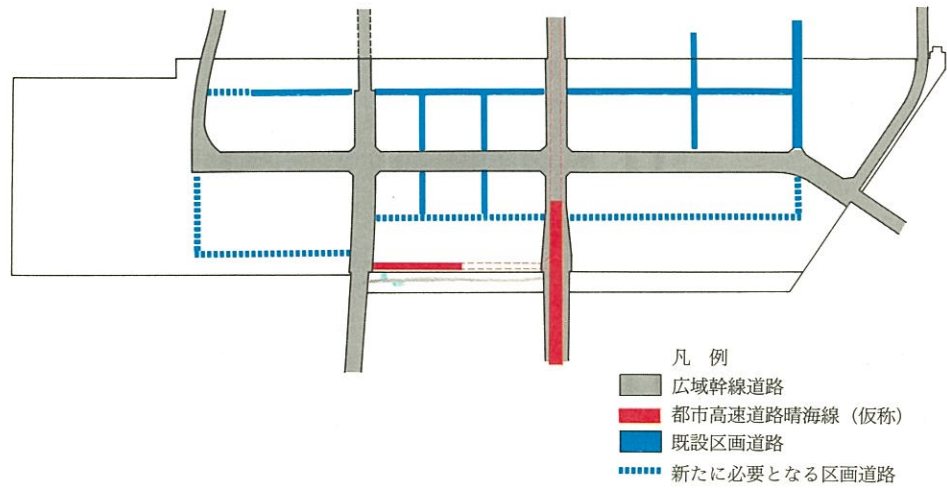 凡 例
広域幹線道路
都市高速道路晴海線（仮称）
既設区画道路
新たに必要となる区画道路